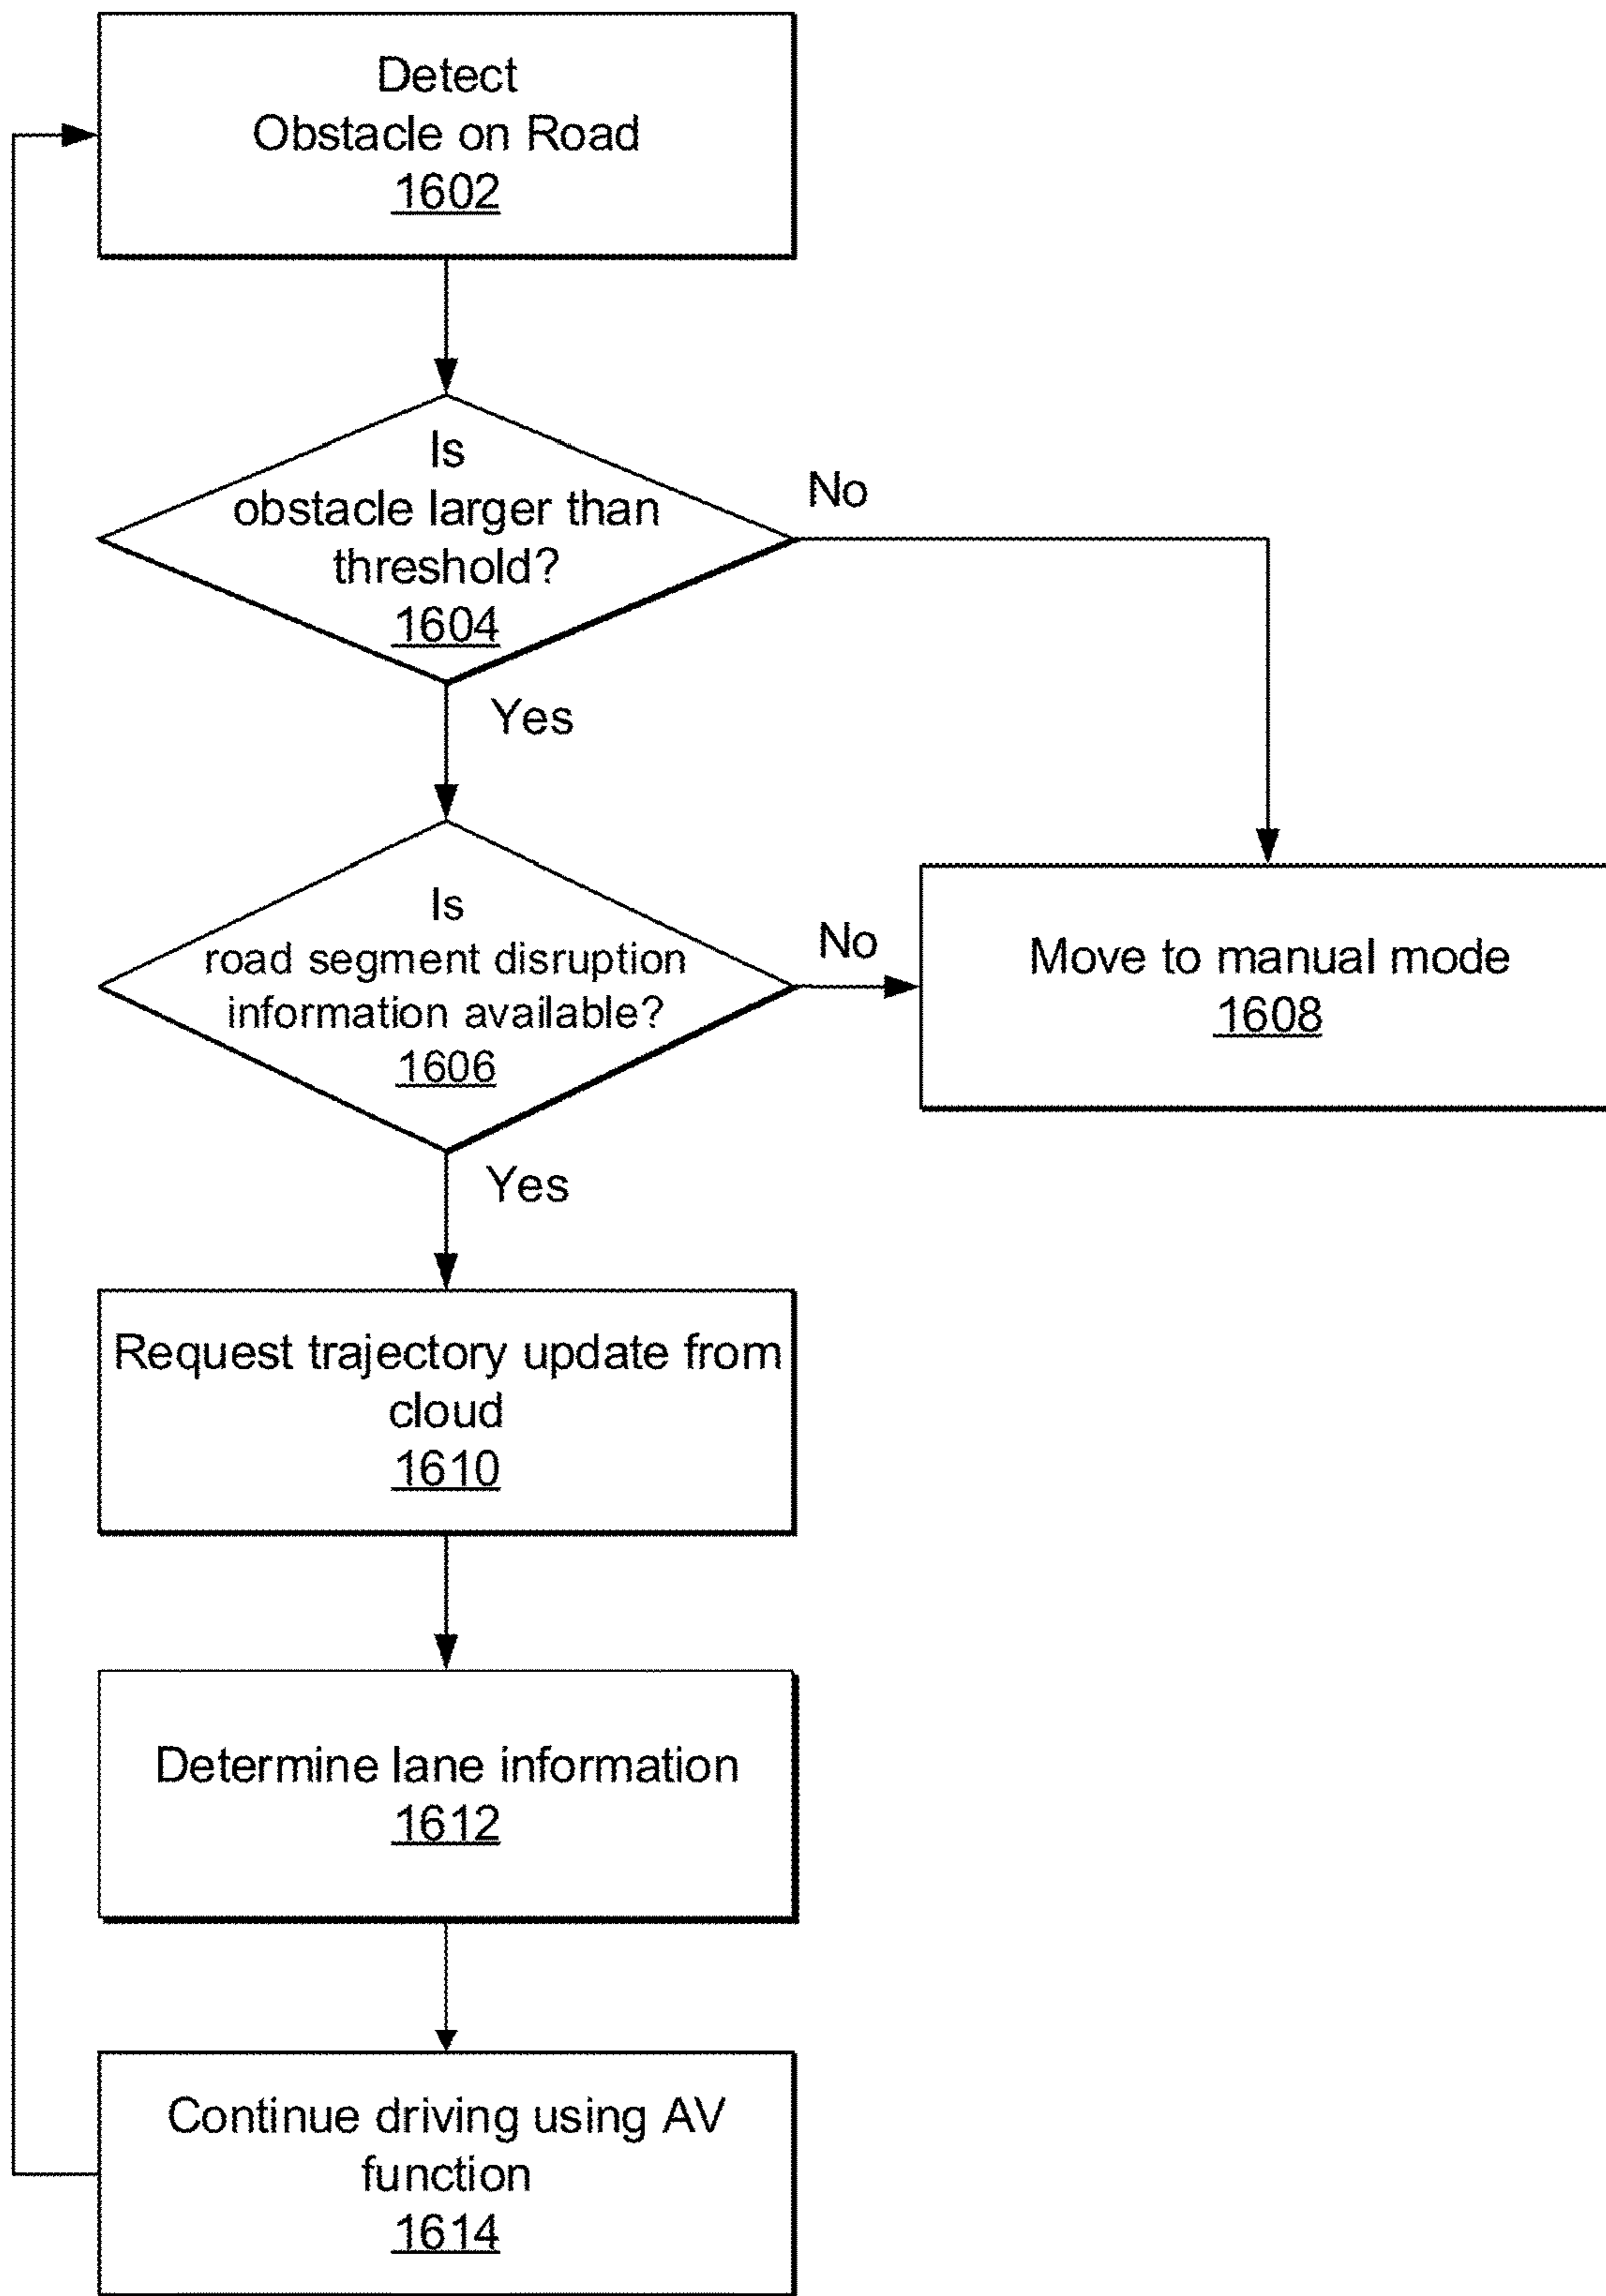 Detect
Obstacle on Road
1602
Is
obstacle larger than
threshold?
1604
No
Yes
Is
road segment disruption
information available?
1606
No
Move to manual mode
1608
Yes
Request trajectory update from
cloud
1610
Determine lane information
1612
Continue driving using AV
function
1614